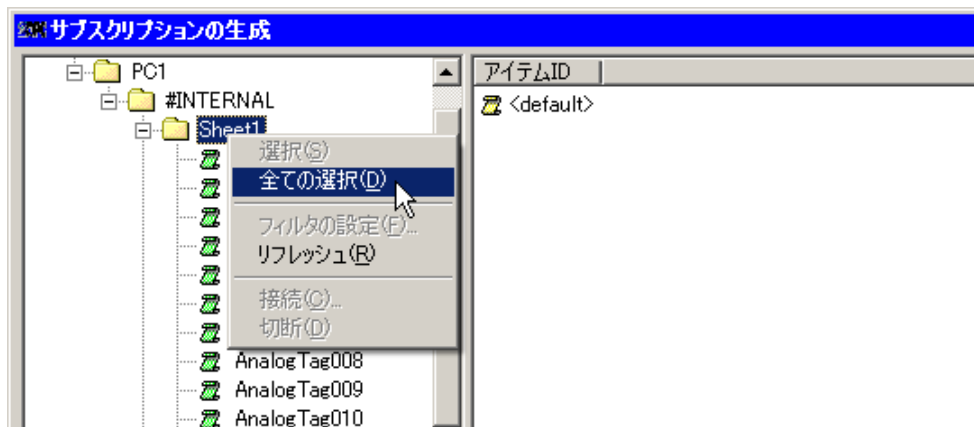 サブスクリプションの生成
PC1
#INTERNAL
Sheet1
選択(S)
全ての選択(D)
フィルタの設定(F)...
リフレッシュ(R)
接続(C)...
切断(D)
AnalogTag008
AnalogTag009
AnalogTag010
アイテムID
<default>